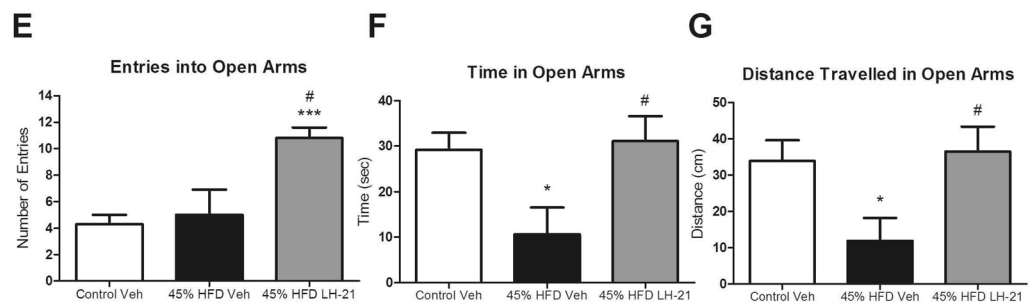 E
Entries into Open Arms
Number of Entries
14
12
10
8
6
4
2
0
#
***
Control Veh
45% HFD Veh
45% HFD LH-21
F
Time in Open Arms
Time (sec)
40
30
20
10
0
*
#
Control Veh
45% HFD Veh
45% HFD LH-21
G
Distance Travelled in Open Arms
Distance (cm)
50
40
30
20
10
0
*
#
Control Veh
45% HFD Veh
45% HFD LH-21